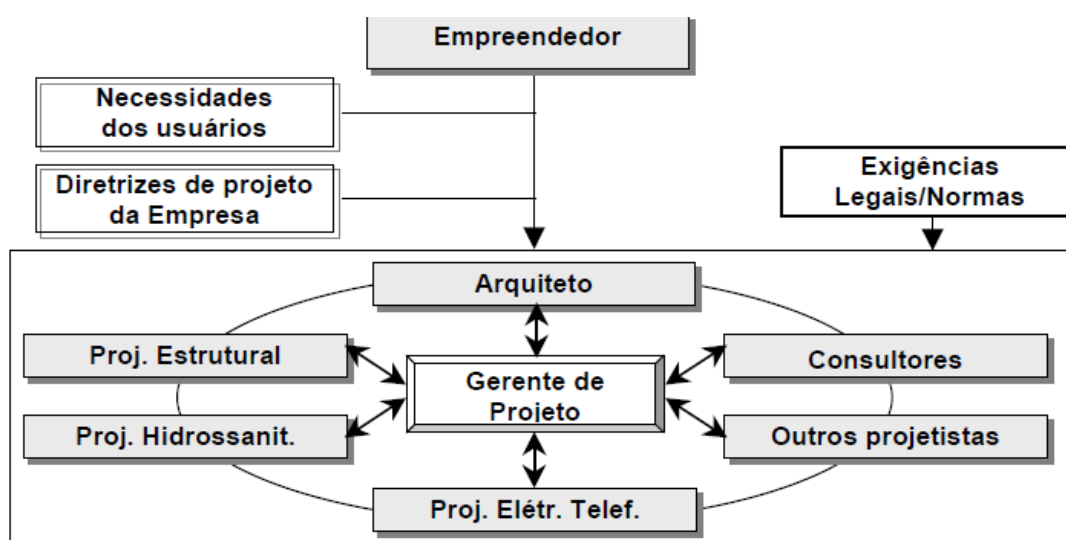 Empreendedor
Necessidades
dos usuários
Diretrizes de projeto
da Empresa
Exigências
Legais/Normas
Arquiteto
Proj. Estrutural
Gerente de
Projeto
Consultores
Proj. Hidrossanit.
Outros projetistas
Proj. Elétr. Telef.